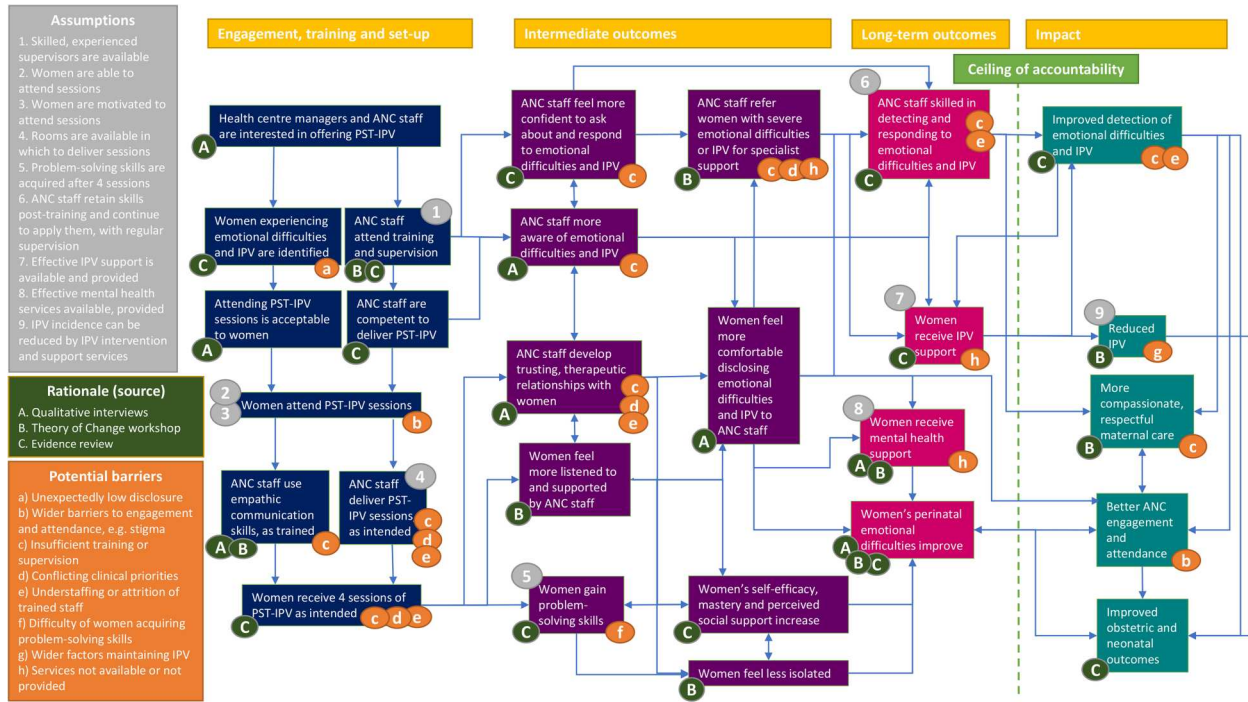 Assumptions
1. Skilled, experienced
supervisors are available
2. Women are able to
attend sessions
3. Women are motivated to
attend sessions
4. Rooms are available in
which to deliver sessions
5. Problem-solving skills are
acquired after 4 sessions
6. ANC staff retain skills
post-training and continue
to apply them, with regular
supervision
7. Effective IPV support is
available and provided
8. Effective mental health
services available, provided
9. IPV incidence can be
reduced by IPV intervention
and support services
Rationale (source)
A. Qualitative interviews
B. Theory of Change workshop
C. Evidence review
Potential barriers
a) Unexpectedly low disclosure
b) Wider barriers to engagement
and attendance, e.g. stigma
c) Insufficient training or
supervision
d) Conflicting clinical priorities
e) Understaffing or attrition of
trained staff
f) Difficulty of women acquiring
problem-solving skills
g) Wider factors maintaining IPV
h) Services not available or not
provided
Engagement, training and set-up
Health centre managers and ANC staff
are interested in offering PST-IPV
A
Women experiencing
emotional difficulties
and IPV are identified
C
a
1
ANC staff
attend training
and supervision
B C
Attending PST-IPV
sessions is acceptable
to women
A
ANC staff are
competent to
deliver PST-IPV
C
2
3
Women attend PST-IPV sessions
b
ANC staff use
empathic
communication
skills, as trained
A B
c
4
ANC staff
deliver PST-
IPV sessions
as intended
c
d
e
Women receive 4 sessions of
PST-IPV as intended
C
c d e
Intermediate outcomes
ANC staff feel more
confident to ask
about and respond
to emotional
difficulties and IPV
C
c
ANC staff refer
women with severe
emotional difficulties
or IPV for specialist
support
B
c d h
ANC staff more
aware of emotional
difficulties and IPV
A
c
ANC staff develop
trusting, therapeutic
relationships with
women
A
c
d
e
Women feel
more
comfortable
disclosing
emotional
difficulties
and IPV to
ANC staff
A
Women feel
more listened to
and supported
by ANC staff
B
5
Women gain
problem-
solving skills
C
f
Women's self-efficacy,
mastery and perceived
social support increase
C
Women feel less isolated
B
Long-term outcomes
6
ANC staff skilled in
detecting and
responding to
emotional
difficulties and IPV
C
c
e
7
Women
receive IPV
support
C
h
8
Women receive
mental health
support
A B
h
Women's perinatal
emotional
difficulties improve
A
B C
Impact
Ceiling of accountability
Improved detection of
emotional difficulties
and IPV
C
c e
9
Reduced
IPV
B
g
More
compassionate,
respectful
maternal care
B
c
Better ANC
engagement
and
attendance
A
b
Improved
obstetric and
neonatal
outcomes
C